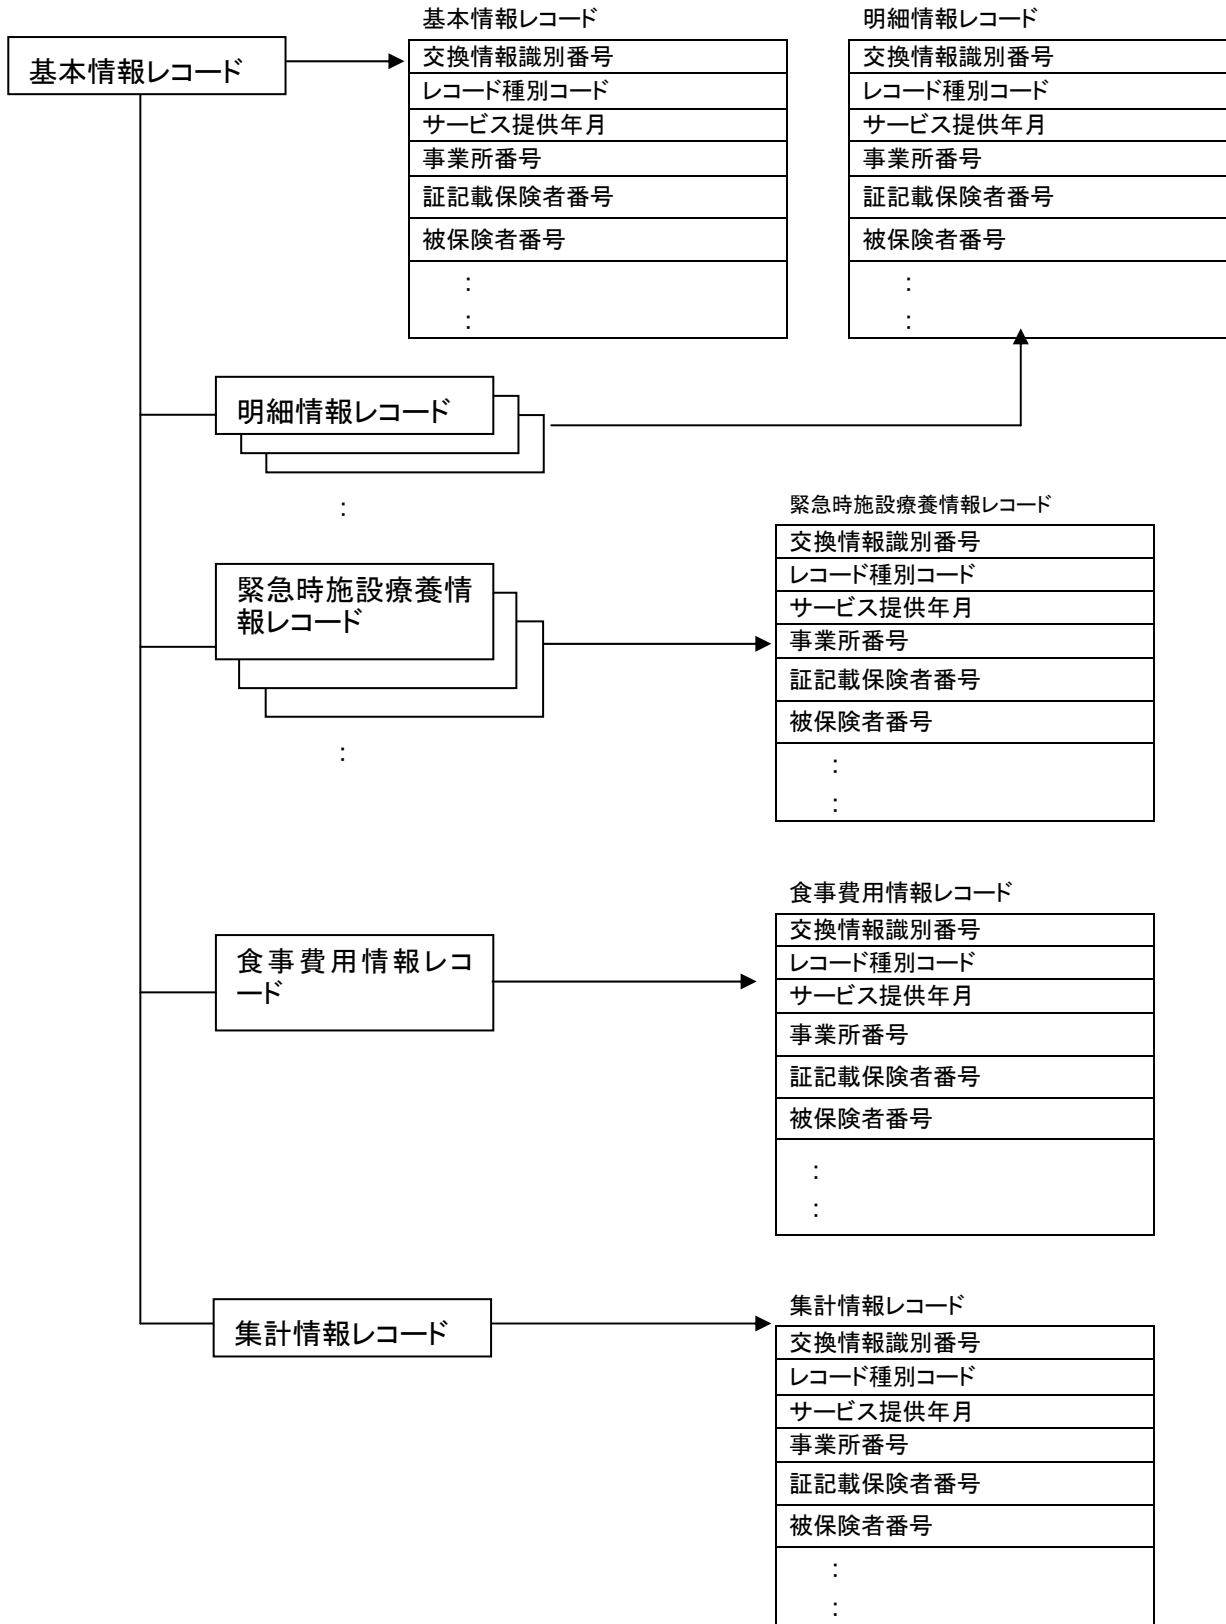 基本情報レコード
明細情報レコード
基本情報レコード
交換情報識別番号
レコード種別コード
サービス提供年月
事業所番号
証記載保険者番号
被保険者番号
:
:
交換情報識別番号
レコード種別コード
サービス提供年月
事業所番号
証記載保険者番号
被保険者番号
:
:
明細情報レコード
:
緊急時施設療養情報レコード
緊急時施設療養情
報レコード
:
交換情報識別番号
レコード種別コード
サービス提供年月
事業所番号
証記載保険者番号
被保険者番号
:
:
食事費用情報レコード
食事費用情報レコ
ード
交換情報識別番号
レコード種別コード
サービス提供年月
事業所番号
証記載保険者番号
被保険者番号
:
:
集計情報レコード
集計情報レコード
交換情報識別番号
レコード種別コード
サービス提供年月
事業所番号
証記載保険者番号
被保険者番号
:
: